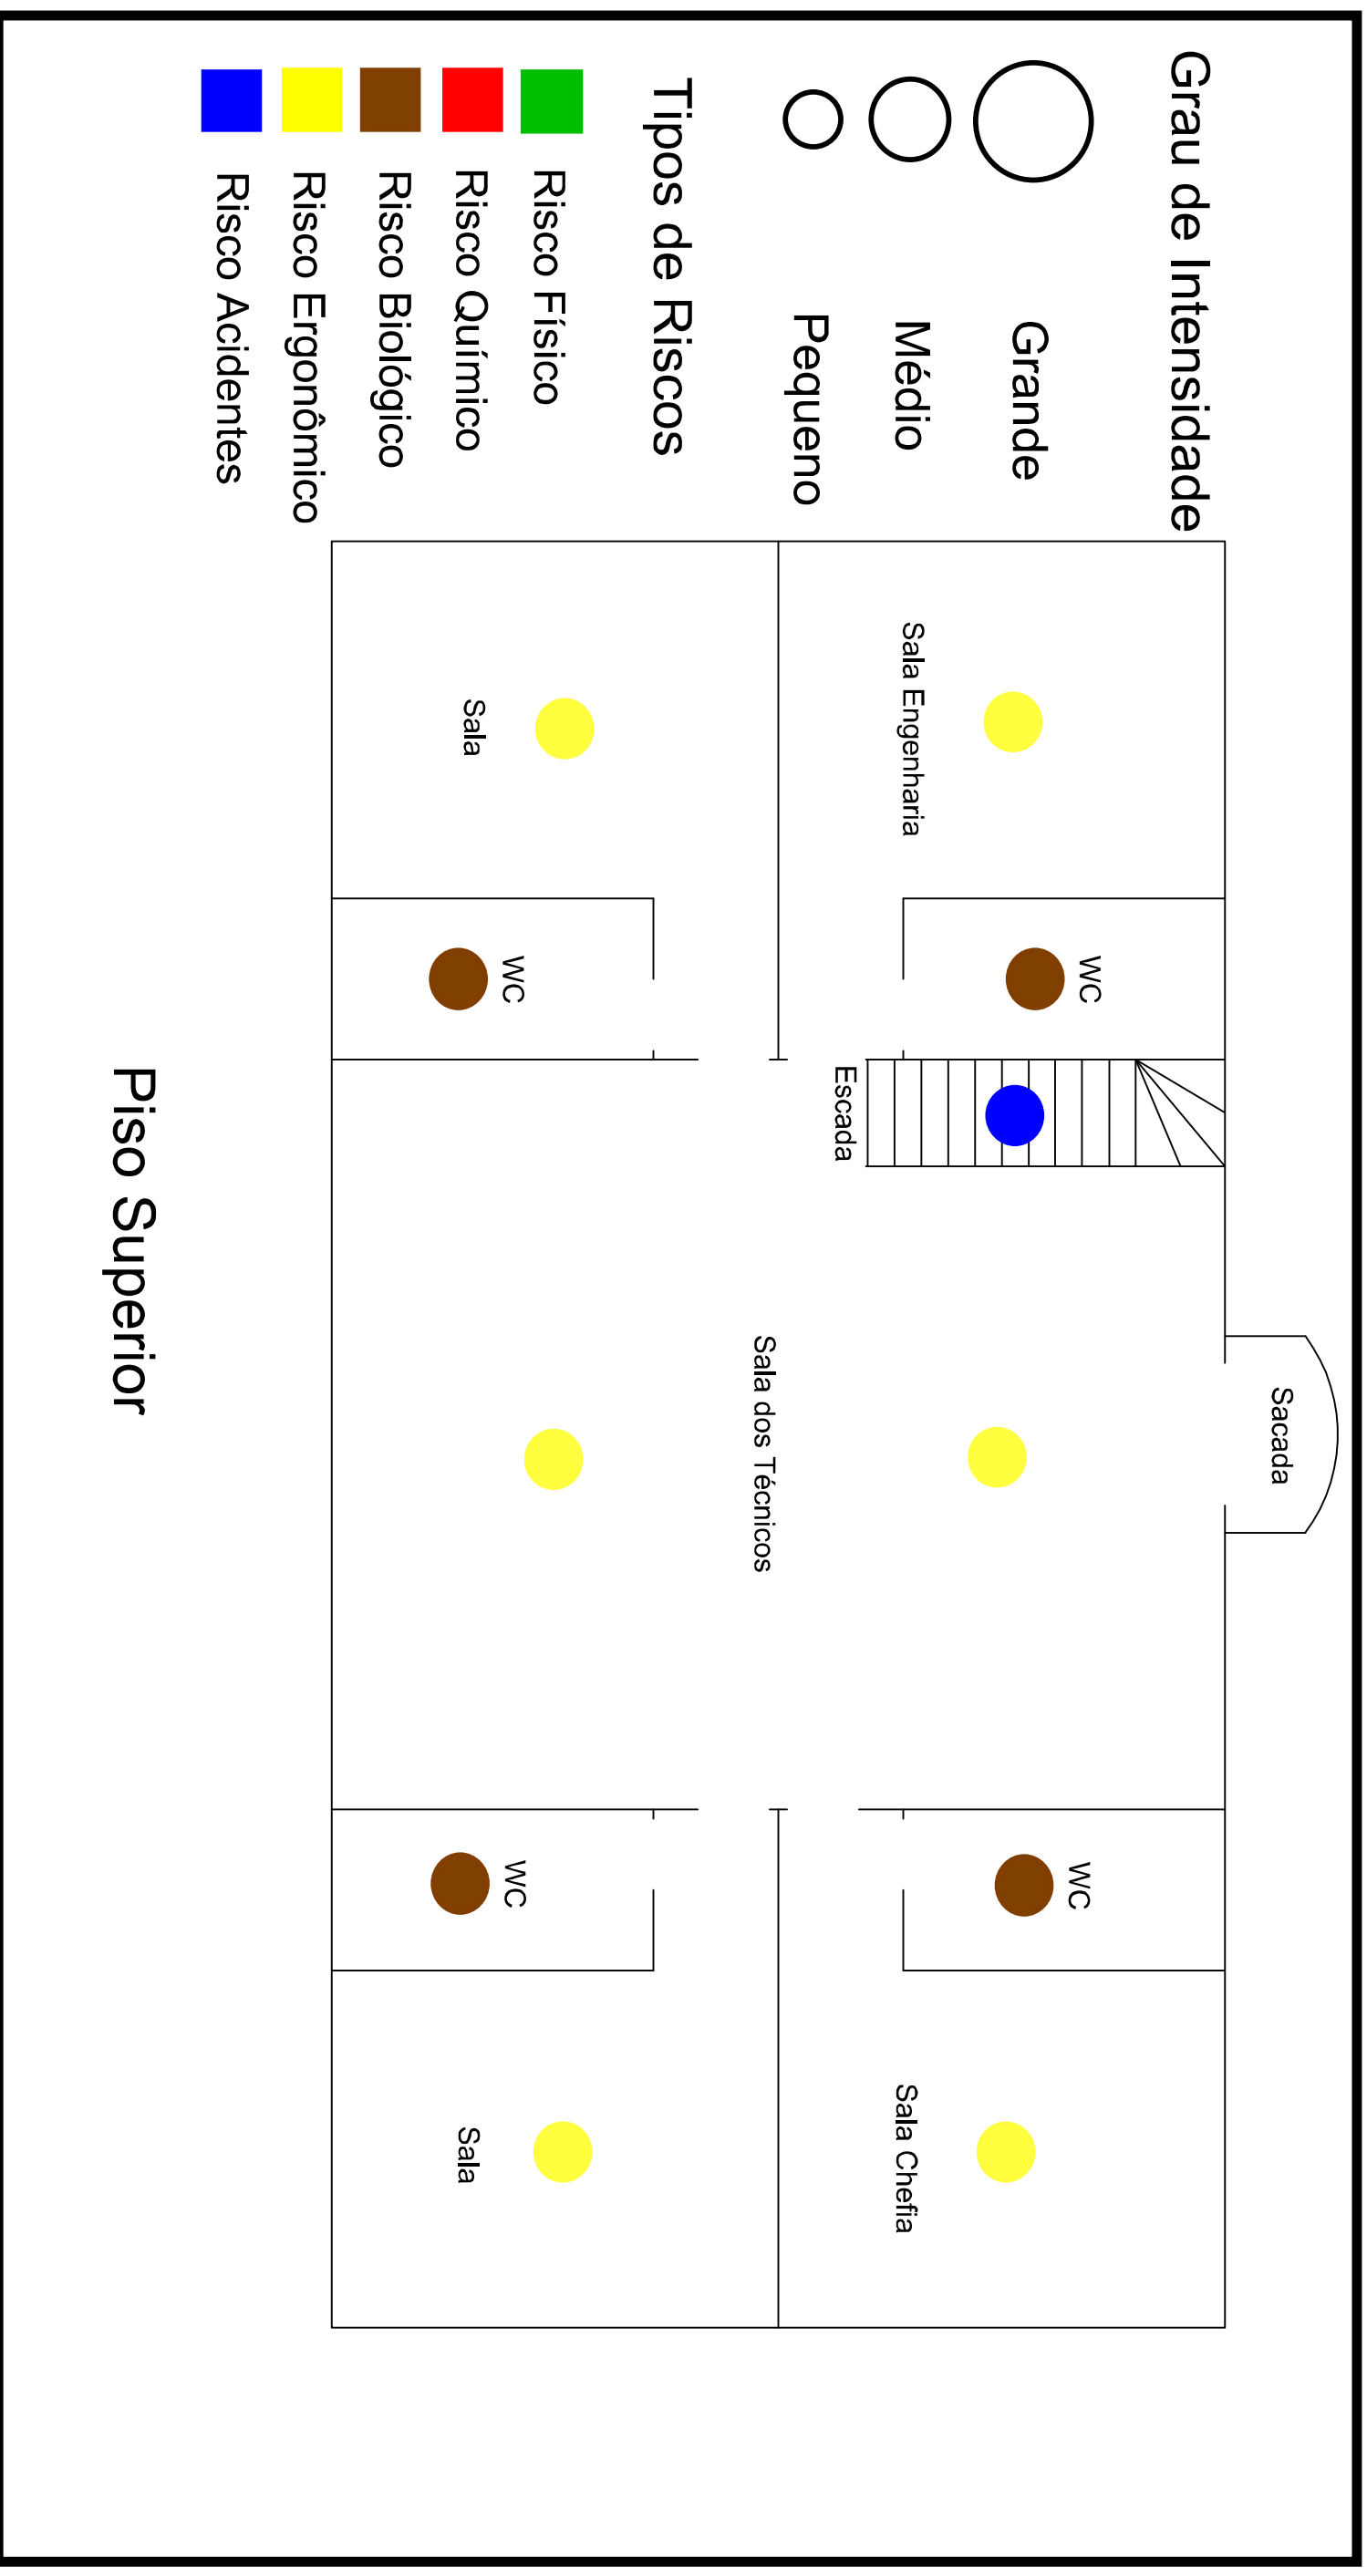 Grau de Intensidade
Grande
Médio
Pequeno
Tipos de Riscos
Risco Físico
Risco Químico
Risco Biológico
Risco Ergonômico
Risco Acidentes
Sacada
WC
WC
Sala Engenharia
Sala Chefia
Escada
Sala dos Técnicos
WC
WC
Sala
Sala
Piso Superior